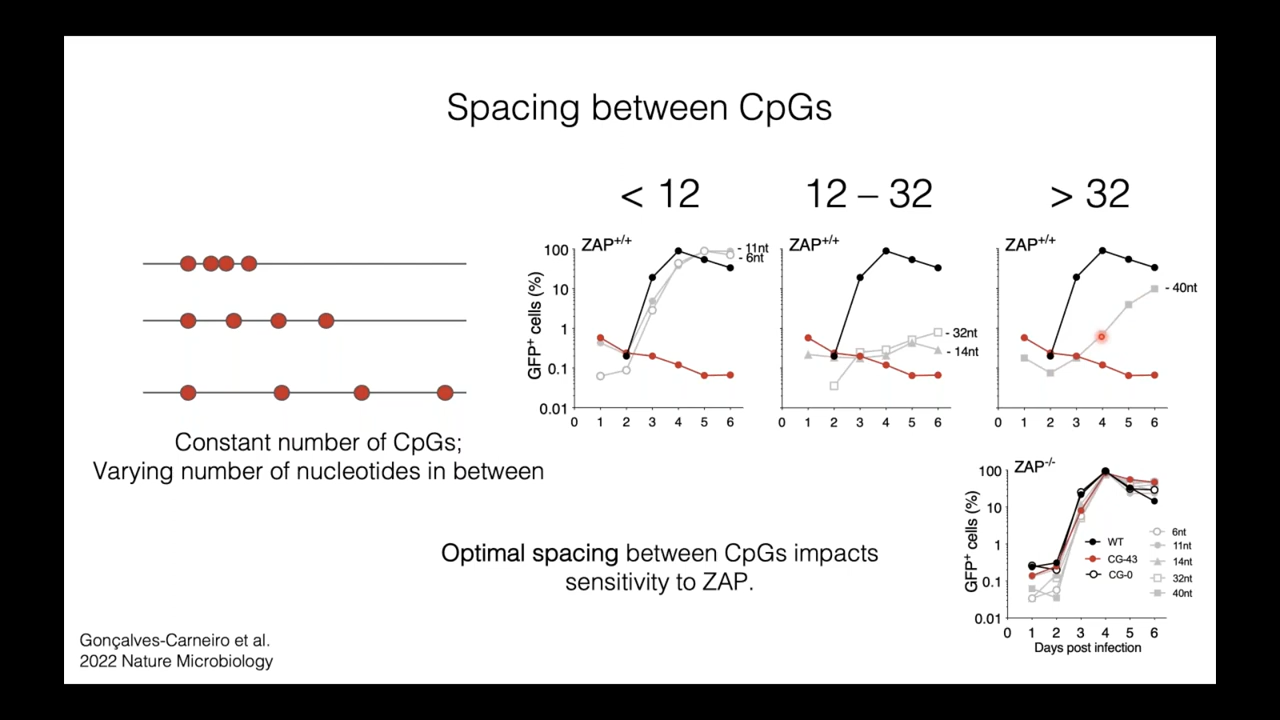 Spacing between CpGs
< 12
12 – 32
> 32
Constant number of CpGs;
Varying number of nucleotides in between
GFP⁺ cells (%)
100
10
1
0.1
0.01
ZAP⁺/⁺
- 11nt
- 6nt
0 1 2 3 4 5 6
ZAP⁺/⁺
- 32nt
- 14nt
0 1 2 3 4 5 6
ZAP⁺/⁺
- 40nt
0 1 2 3 4 5 6
Optimal spacing between CpGs impacts
sensitivity to ZAP.
GFP⁺ cells (%)
100
10
1
0.1
0.01
ZAP⁻/⁻
WT
CG-43
CG-0
6nt
11nt
14nt
32nt
40nt
0 1 2 3 4 5 6
Days post infection
Gonçalves-Carneiro et al.
2022 Nature Microbiology